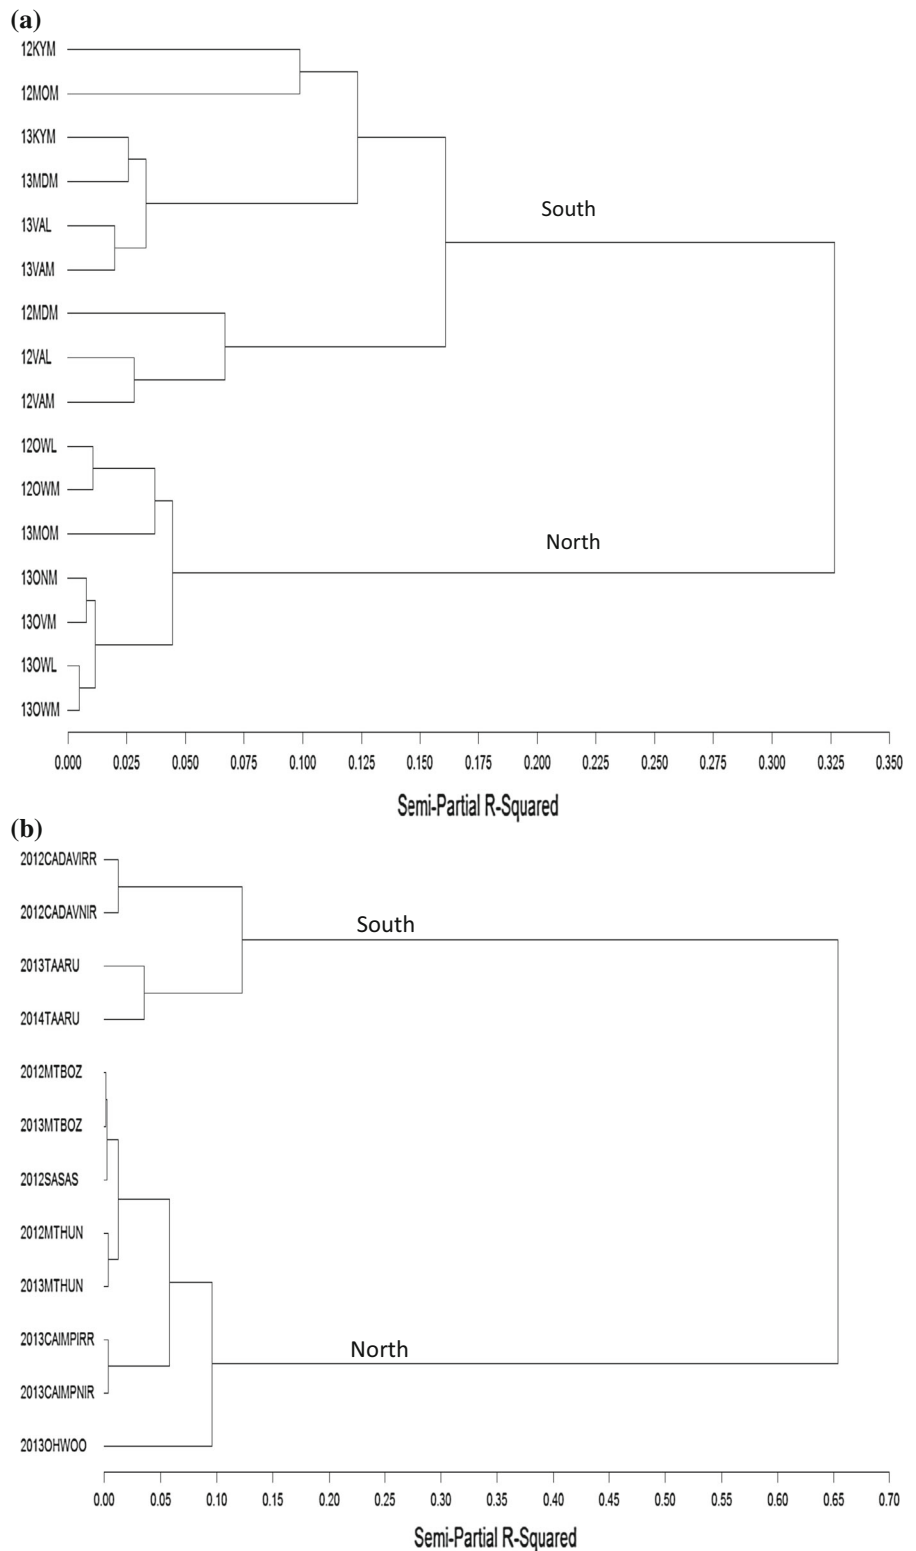 (a)
12KYM
12MOM
13KYM
13MDM
13VAL
South
13VAM
12MDM
12VAL
12VAM
12OWL
12OWM
13MOM
North
13ONM
13OVM
13OWL
13OWM
0.000 0.025 0.050 0.075 0.100 0.125 0.150 0.175 0.200 0.225 0.250 0.275 0.300 0.325 0.350
Semi-Partial R-Squared
(b)
2012CADAVIRR
2012CADAVNIR
South
2013TAARU
2014TAARU
2012MTBOZ
2013MTBOZ
2012SASAS
2012MTHUN
2013MTHUN
2013CAIMPIRR
North
2013CAIMPNIR
2013OHWOO
0.00 0.05 0.10 0.15 0.20 0.25 0.30 0.35 0.40 0.45 0.50 0.55 0.60 0.65 0.70
Semi-Partial R-Squared